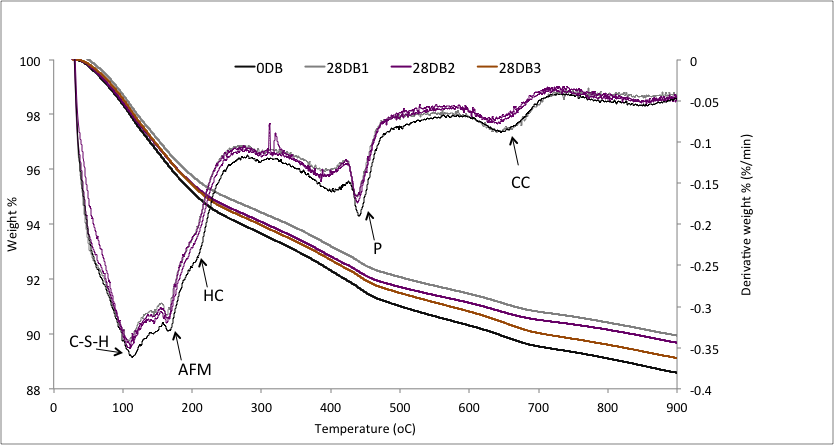 0DB 28DB1 28DB2 28DB3
100
98
96
94
92
90
88
Weight %
0
-0.05
-0.1
-0.15
-0.2
-0.25
-0.3
-0.35
-0.4
Derivative weight % (%/min)
CC
P
HC
C-S-H
AFM
0 100 200 300 400 500 600 700 800 900
Temperature (oC)